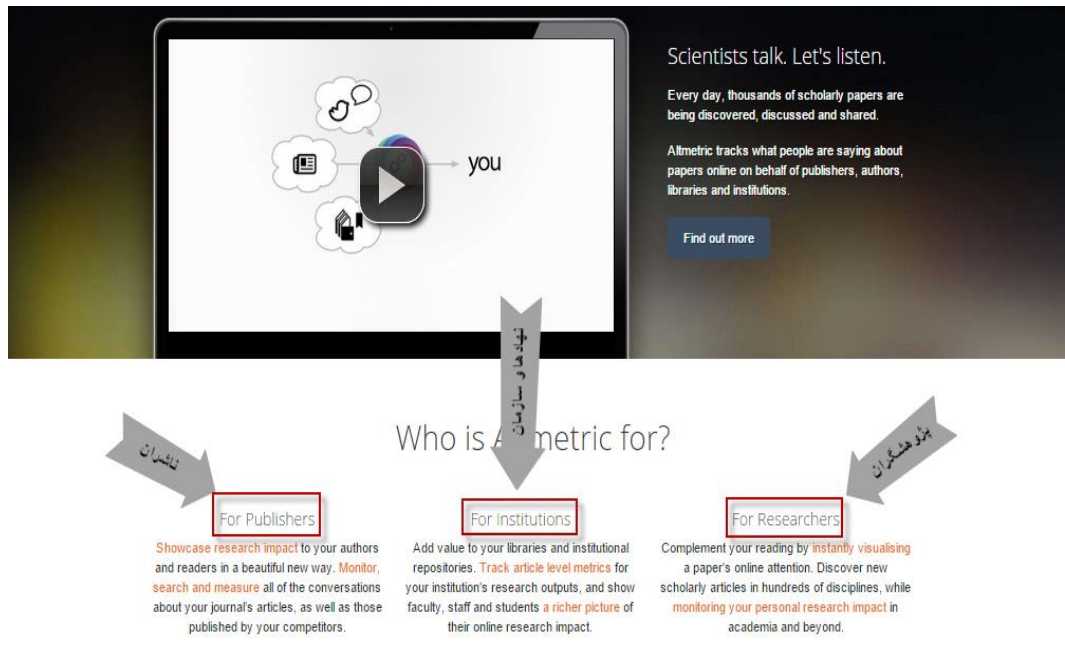 Scientists talk. Let's listen.
Every day, thousands of scholarly papers are
being discovered, discussed and shared.
Altmetric tracks what people are saying about
papers online on behalf of publishers, authors,
libraries and institutions.
Find out more
you
نهادها و سازمان
ناشران
پژوهشگران
Who is A metric for?
For Publishers
Showcase research impact to your authors
and readers in a beautiful new way. Monitor,
search and measure all of the conversations
about your journal's articles, as well as those
published by your competitors.
For Institutions
Add value to your libraries and institutional
repositories. Track article level metrics for
your institution's research outputs, and show
faculty, staff and students a richer picture of
their online research impact.
For Researchers
Complement your reading by instantly visualising
a paper's online attention. Discover new
scholarly articles in hundreds of disciplines, while
monitoring your personal research impact in
academia and beyond.